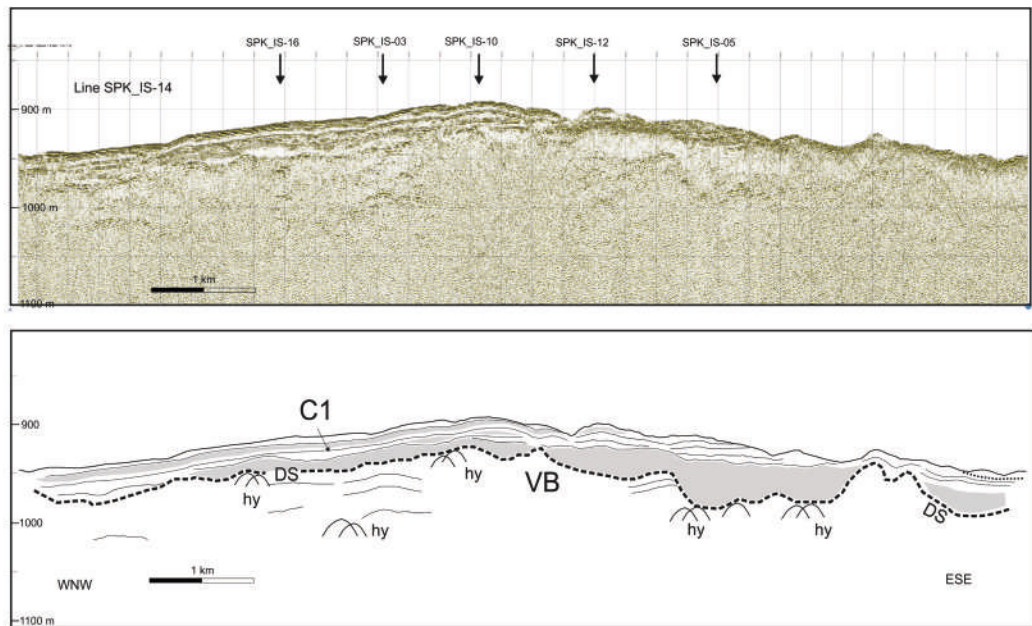 SPK_IS-16 SPK_IS-03 SPK_IS-10 SPK_IS-12 SPK_IS-05
Line SPK_IS-14
900 m
1000 m
1 km
1100 m
C1
900
DS
VB
hy
hy
hy
hy
hy
DS
1000
1 km
WNW
ESE
1100 m